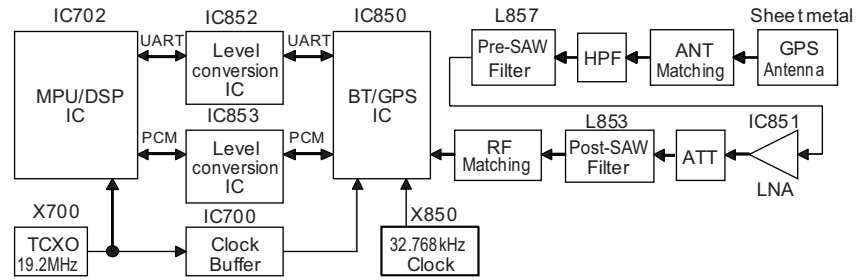 IC702
IC852
IC850
L857
Sheet metal
UART
Level
conversion
IC
UART
Pre-SAW
Filter
HPF
ANT
Matching
GPS
Antenna
MPU/DSP
IC
BT/GPS
IC
IC853
PCM
Level
conversion
IC
PCM
RF
Matching
L853
Post-SAW
Filter
ATT
IC851
LNA
X700
IC700
X850
TCXO
19.2MHz
Clock
Buffer
32.768kHz
Clock